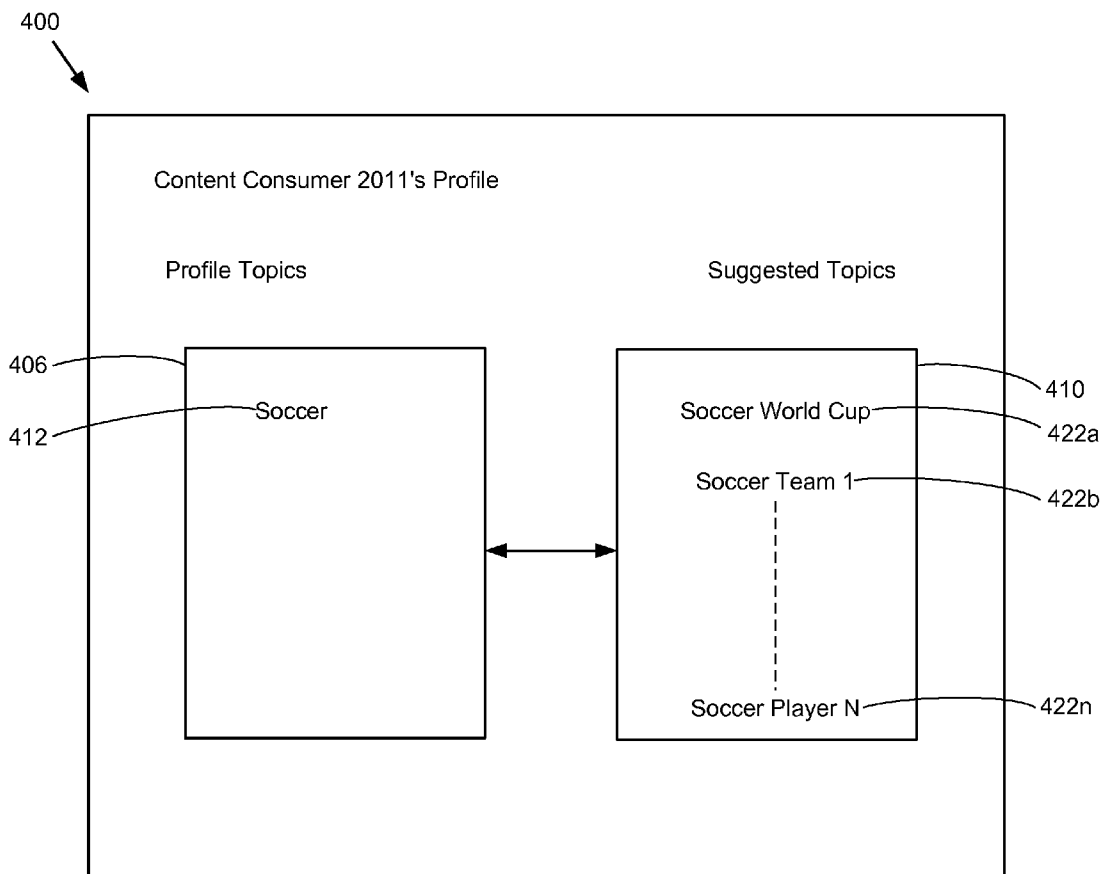 400
Content Consumer 2011's Profile
Profile Topics
Suggested Topics
406
412
Soccer
410
Soccer World Cup
422a
Soccer Team 1
422b
Soccer Player N
422n